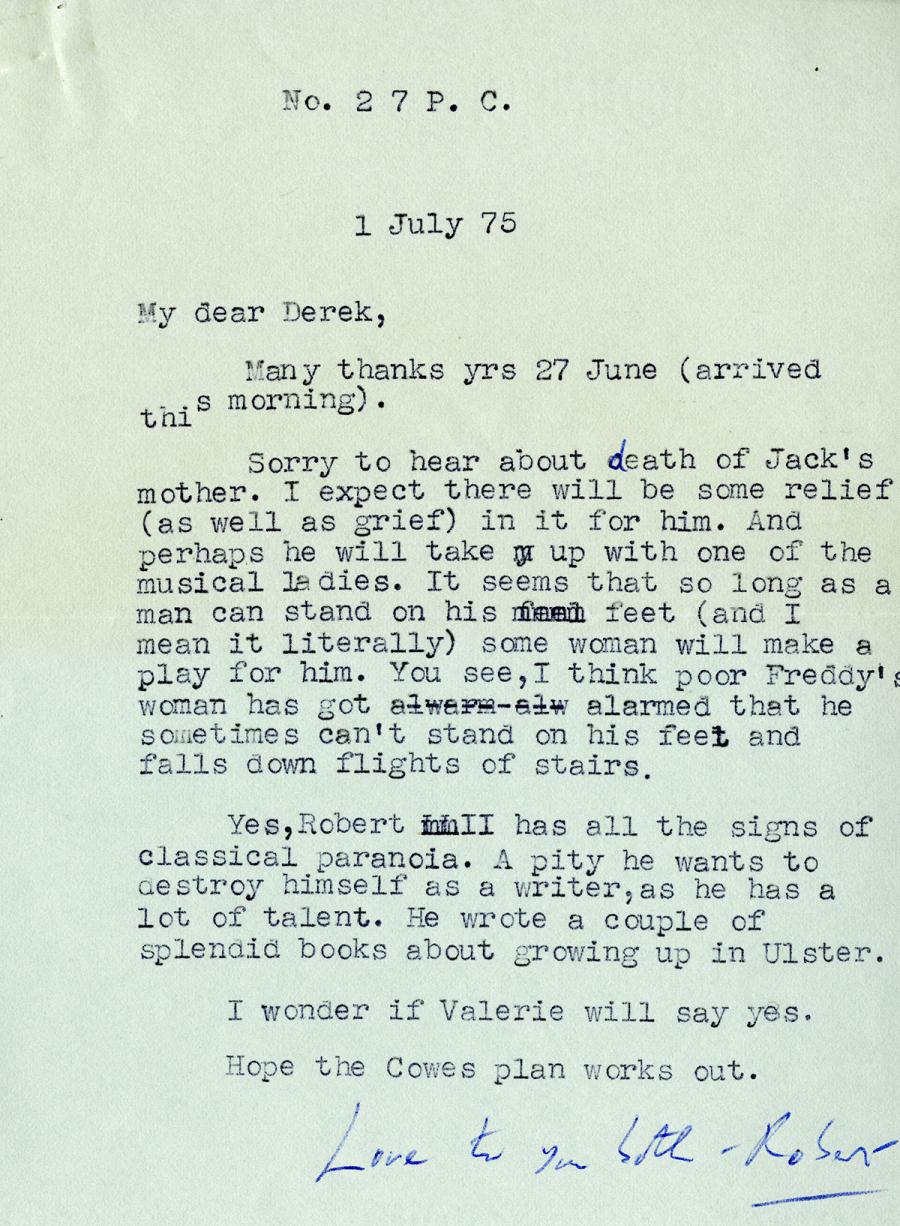 No. 2 7 P. C.
1 July 75
My dear Derek,
Many thanks yrs 27 June (arrived
this morning).
Sorry to hear about death of Jack's
mother. I expect there will be some relief
(as well as grief) in it for him. And
perhaps he will take up with one of the
musical ladies. It seems that so long as a
man can stand on his feet (and I
mean it literally) some woman will make a
play for him. You see,I think poor Freddy's
woman has got alwarm-alw alarmed that he
sometimes can't stand on his feet and
falls down flights of stairs.
Yes,Robert II has all the signs of
classical paranoia. A pity he wants to
destroy himself as a writer,as he has a
lot of talent. He wrote a couple of
splendid books about growing up in Ulster.
I wonder if Valerie will say yes.
Hope the Cowes plan works out.
Love to you both - Robert